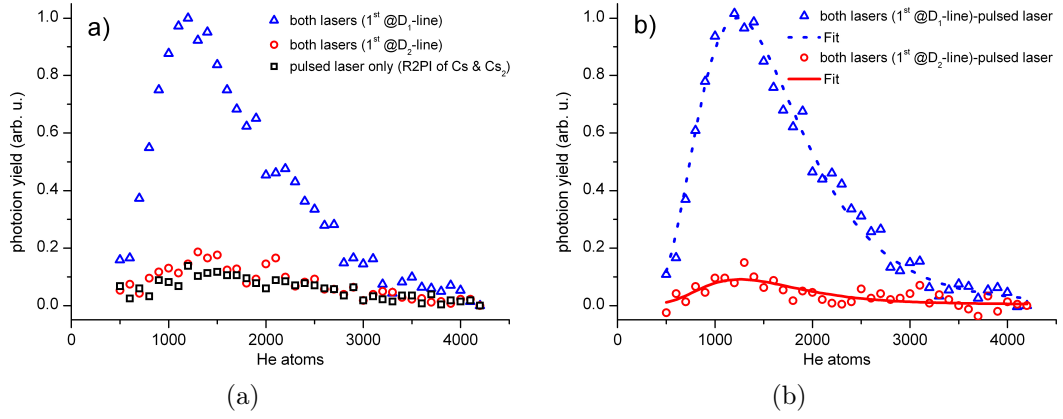 a)
both lasers (1st @D1-line)
both lasers (1st @D2-line)
pulsed laser only (R2PI of Cs & Cs2)
photoion yield (arb. u.)
1.0
0.8
0.6
0.4
0.2
0.0
0 1000 2000 3000 4000
He atoms
(a)
b)
both lasers (1st @D1-line)-pulsed laser
Fit
both lasers (1st @D2-line)-pulsed laser
Fit
photoion yield (arb. u.)
1.0
0.8
0.6
0.4
0.2
0.0
0 1000 2000 3000 4000
He atoms
(b)